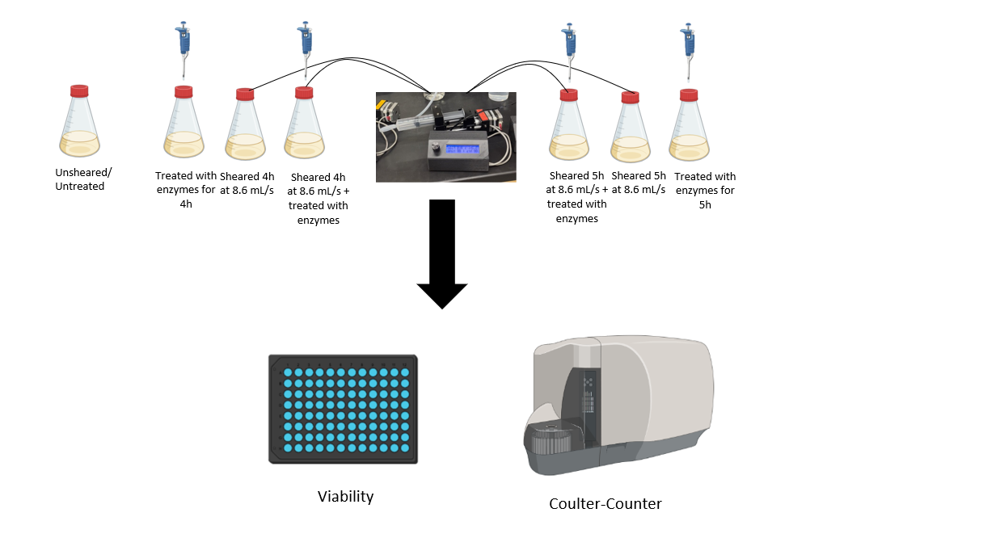 Unsheared/
Untreated
Treated with
enzymes for
4h
Sheared 4h
at 8.6 mL/s
Sheared 4h
at 8.6 mL/s +
treated with
enzymes
Sheared 5h
at 8.6 mL/s +
treated with
enzymes
Sheared 5h
at 8.6 mL/s
Treated with
enzymes for
5h
Viability
Coulter-Counter